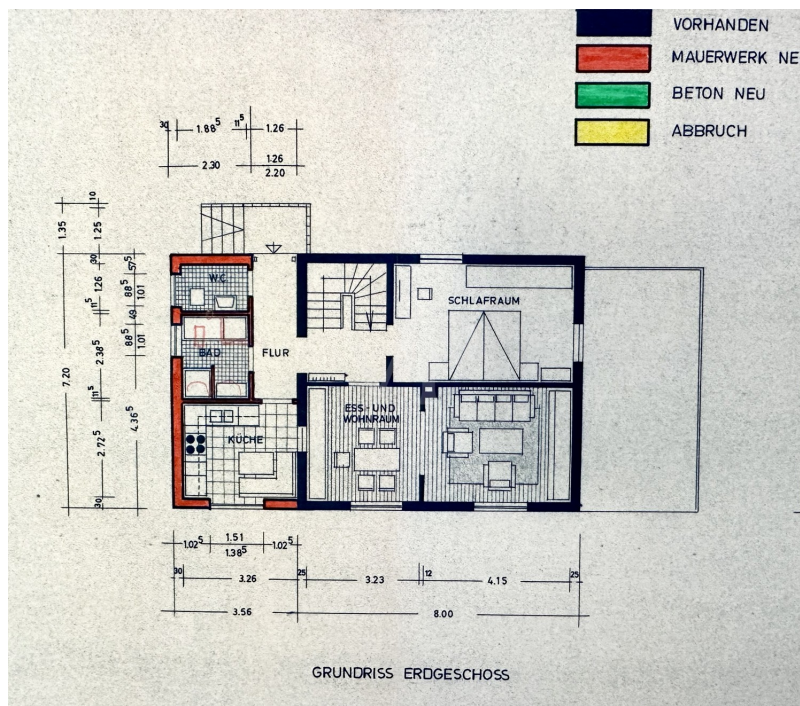 VORHANDEN
MAUERWERK NE
BETON NEU
ABBRUCH
30 1.88⁵ 11⁵ 1.26
2.30 1.26
2.20
10
1.35 1.25
30 57⁵
1.26 88⁵ 1.01
11⁵ 49
2.38⁵ 88⁵ 1.01
7.20
11⁵
2.72⁵ 4.36⁵
30
W.C.
BAD
FLUR
SCHLAFRAUM
KÜCHE
ESS - UND
WOHNRAUM
1.02⁵ 1.51 1.02⁵
1.38⁵
30 3.26 25 3.23 12 4.15 25
3.56 8.00
GRUNDRISS ERDGESCHOSS